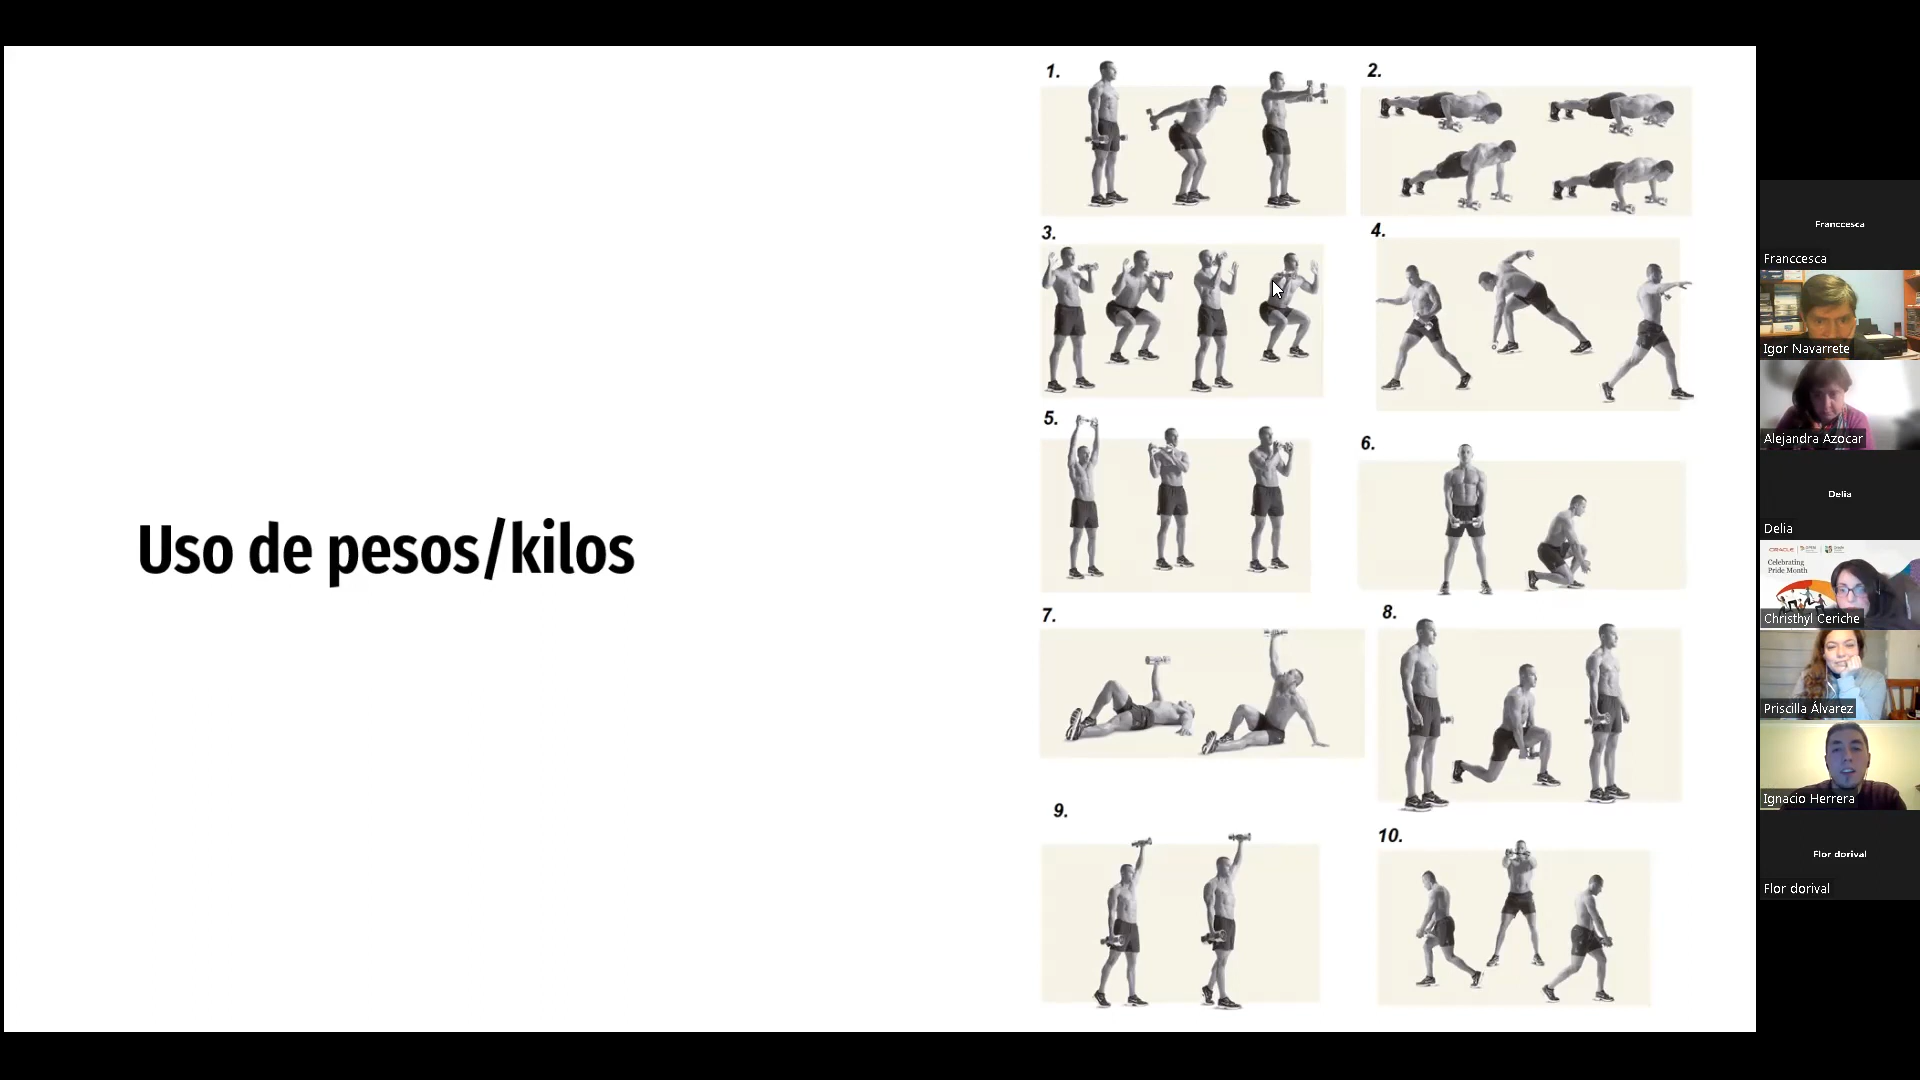 Uso de pesos/kilos
1.
2.
3.
4.
5.
6.
7.
8.
9.
10.
Franccesca
Franccesca
Igor Navarrete
Alejandra Azocar
Delia
Delia
ORACLE
Celebrating
Pride Month
Christhyl Ceriche
Priscilla Álvarez
Ignacio Herrera
Flor dorival
Flor dorival